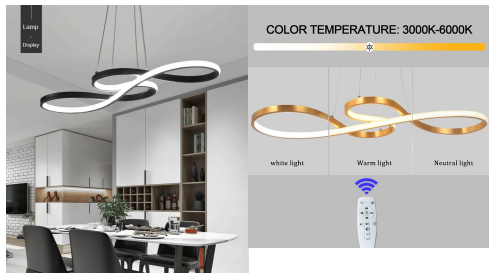 Lamp
Display
COLOR TEMPERATURE: 3000K-6000K
white light
Warm light
Neutral light